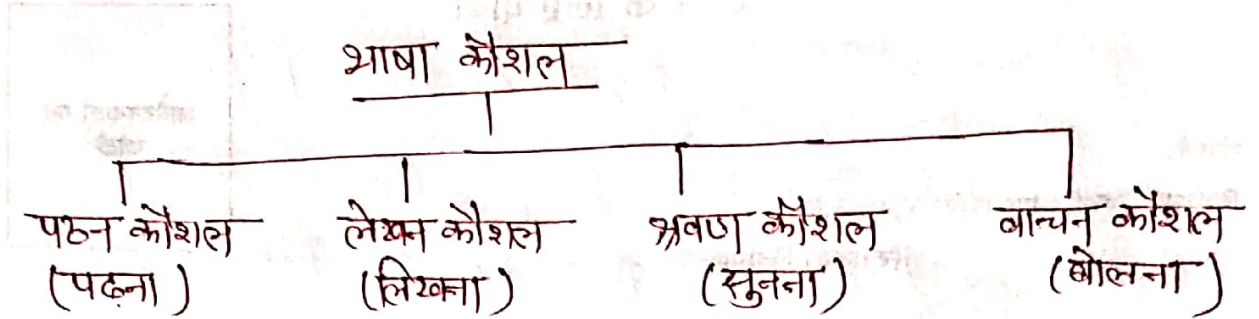 भाषा कौशल
पठन कौशल लेखन कौशल श्रवण कौशल वाचन कौशल
(पढ़ना) (लिखना) (सुनना) (बोलना)